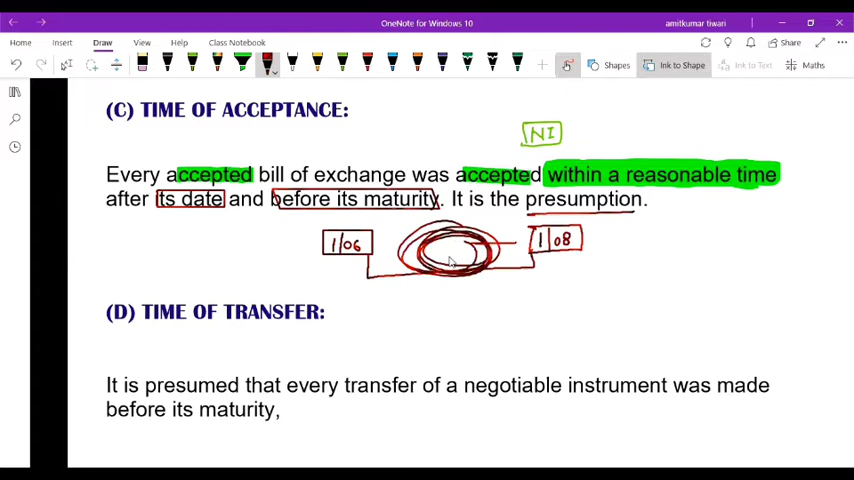 OneNote for Windows 10
amitkumar tiwari
Home Insert Draw View Help Class Notebook
Share
Shapes Ink to Shape Ink to Text Maths
(C) TIME OF ACCEPTANCE:
NI
Every accepted bill of exchange was accepted within a reasonable time
after its date and before its maturity. It is the presumption.
1/06 1/08
(D) TIME OF TRANSFER:
It is presumed that every transfer of a negotiable instrument was made
before its maturity,